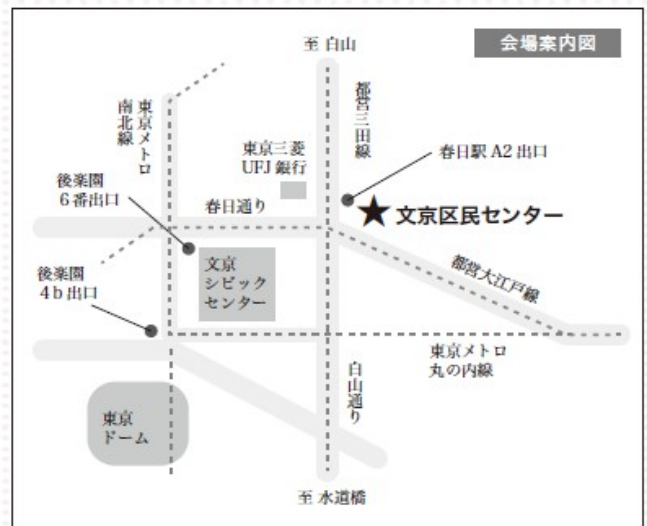 会場案内図
至 白山
東京メトロ
南北線
都営三田線
東京三菱
UFJ 銀行
春日駅 A2 出口
後楽園
6番出口
春日通り
★文京区民センター
文京
シビック
センター
都営大江戸線
後楽園
4b 出口
東京メトロ
丸の内線
白山通り
東京
ドーム
至 水道橋